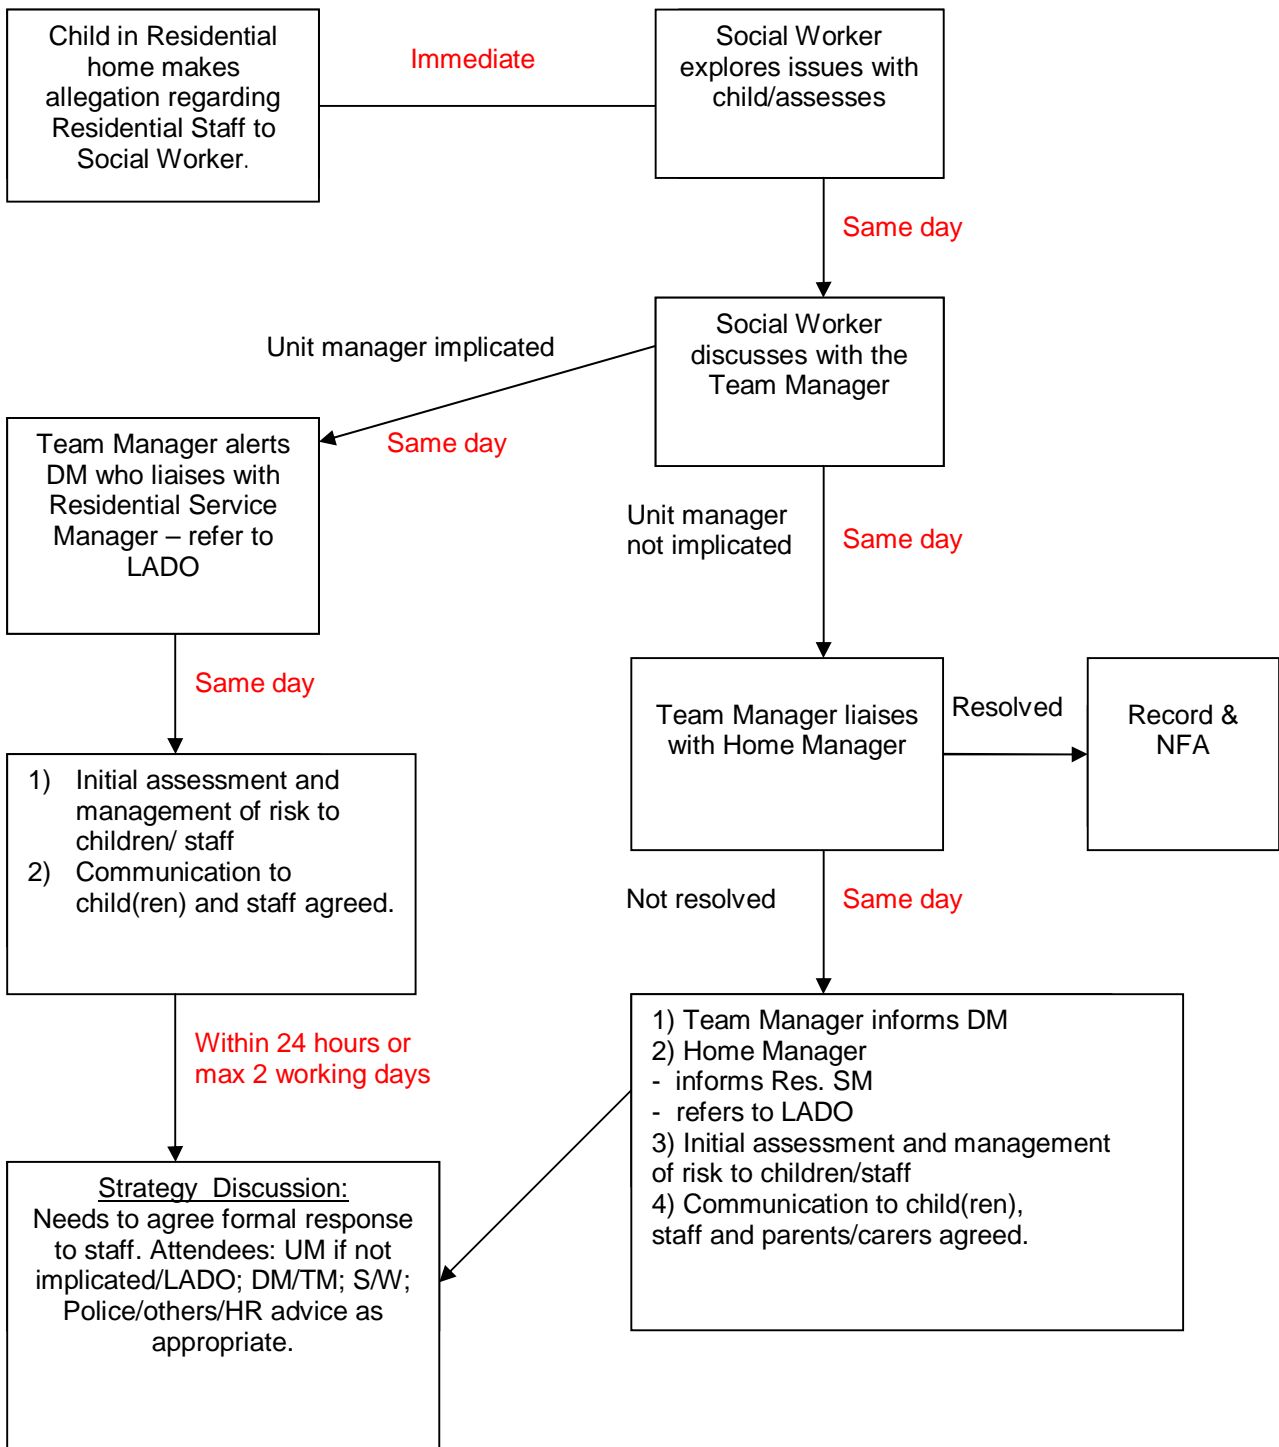 Child in Residential
home makes
allegation regarding
Residential Staff to
Social Worker.
Immediate
Social Worker
explores issues with
child/assesses
Same day
Social Worker
discusses with the
Team Manager
Unit manager implicated
Same day
Team Manager alerts
DM who liaises with
Residential Service
Manager – refer to
LADO
Unit manager
not implicated
Same day
Same day
Team Manager liaises
with Home Manager
Resolved
Record &
NFA
1) Initial assessment and
management of risk to
children/ staff
2) Communication to
child(ren) and staff agreed.
Not resolved
Same day
Within 24 hours or
max 2 working days
1) Team Manager informs DM
2) Home Manager
- informs Res. SM
- refers to LADO
3) Initial assessment and management
of risk to children/staff
4) Communication to child(ren),
staff and parents/carers agreed.
Strategy Discussion:
Needs to agree formal response
to staff. Attendees: UM if not
implicated/LADO; DM/TM; S/W;
Police/others/HR advice as
appropriate.